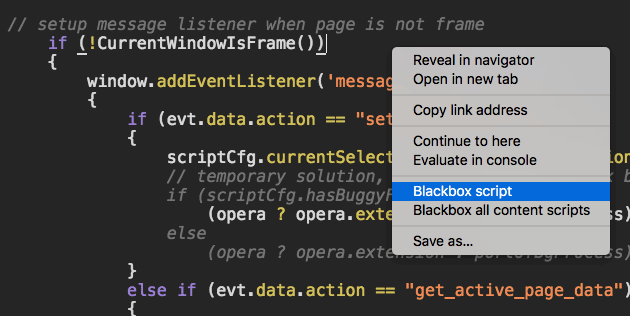 // setup message listener when page is not frame
if (!CurrentWindowIsFrame())
{
window.addEventListener('messa
{
if (evt.data.action == "set
{
scriptCfg.currentSelect
// temporary solution,
if (scriptCfg.hasBuggyP
(opera ? opera.exten
else
(opera ? opera.extension
}
else if (evt.data.action == "get_active_page_data")
{
Reveal in navigator
Open in new tab
Copy link address
Continue to here
Evaluate in console
Blackbox script
Blackbox all content scripts
Save as...